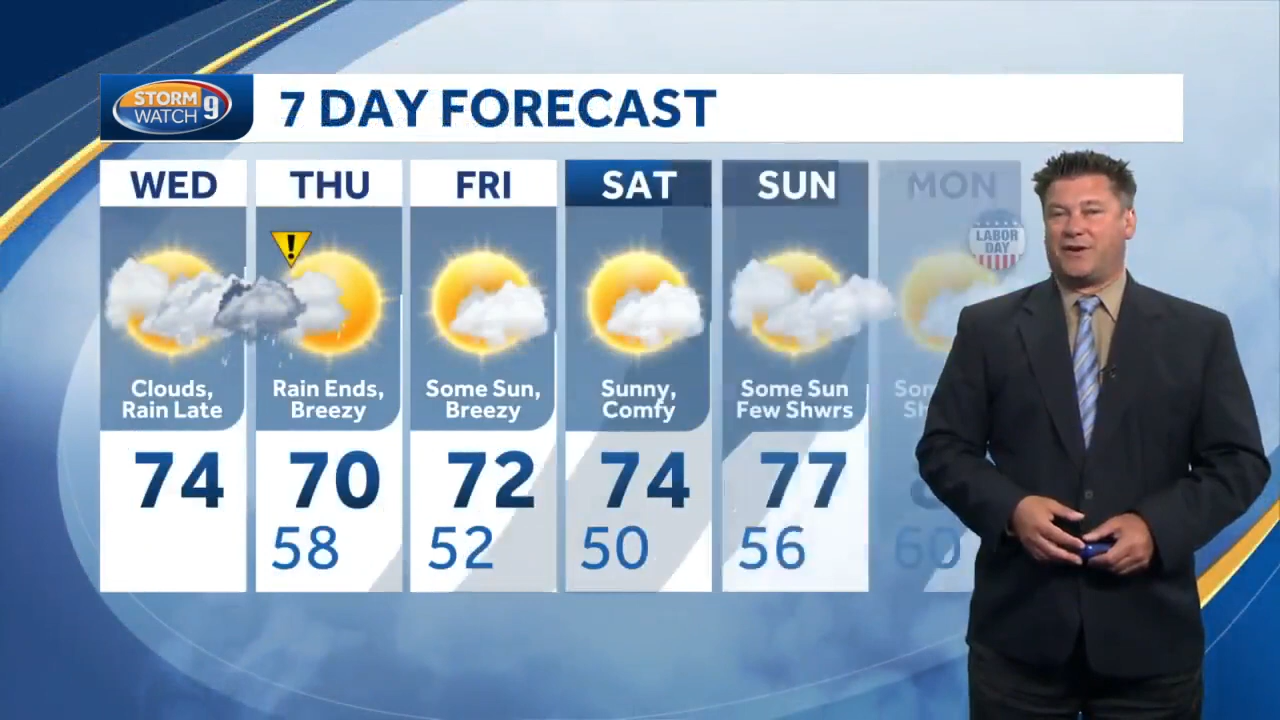 STORM
WATCH 9
7 DAY FORECAST
WED
THU
FRI
SAT
SUN
MON
LABOR
DAY
!
Clouds,
Rain Late
Rain Ends,
Breezy
Some Sun,
Breezy
Sunny,
Comfy
Some Sun
Few Shwrs
74
70
72
74
77
58
52
50
56
60